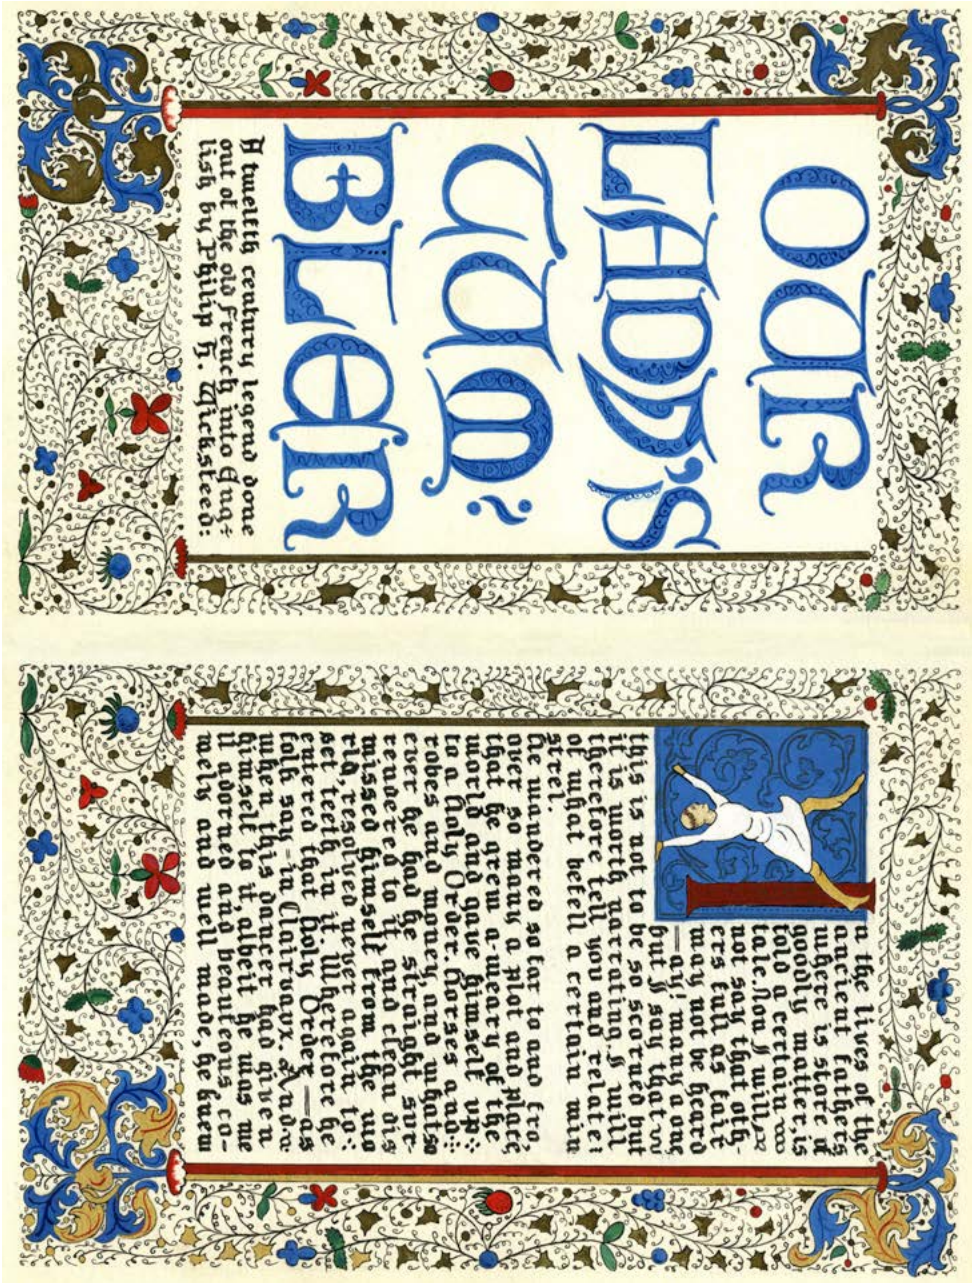 OUR
LADY'S
TUM:
BLER
A twelfth century legend done
out of the old French into Eng÷
lish by Philip H. Wicksteed:
In the lives of the
ancient fathers,
where is store of
goodly matter, is
told a certain
tale. Now I will
not say that oth-
ers full as fair
may not be heard
—ay! many a one
but I say that
this is not to be so scorned but
it is worth narrating. I will
therefore tell you and relate:
of what befell a certain min
strel.
He wandered so far to and fro,
over so many a plot and place,
that he grew a-weary of the
world and gave himself vp:
to a Holy Order. Horses and:
robes and money, and whatso
ever he had he straight sur-
rendered to it, and clean dis
missed himself from the wo
rld, resolved never again to:
set teeth in it. Wherefore he
entered that Holy Order — as
folk say - in Clairvaux. And
when this dancer had given
himself to it, albeit he was we
ll adorned and beauteous co-
mely and well made, he knew